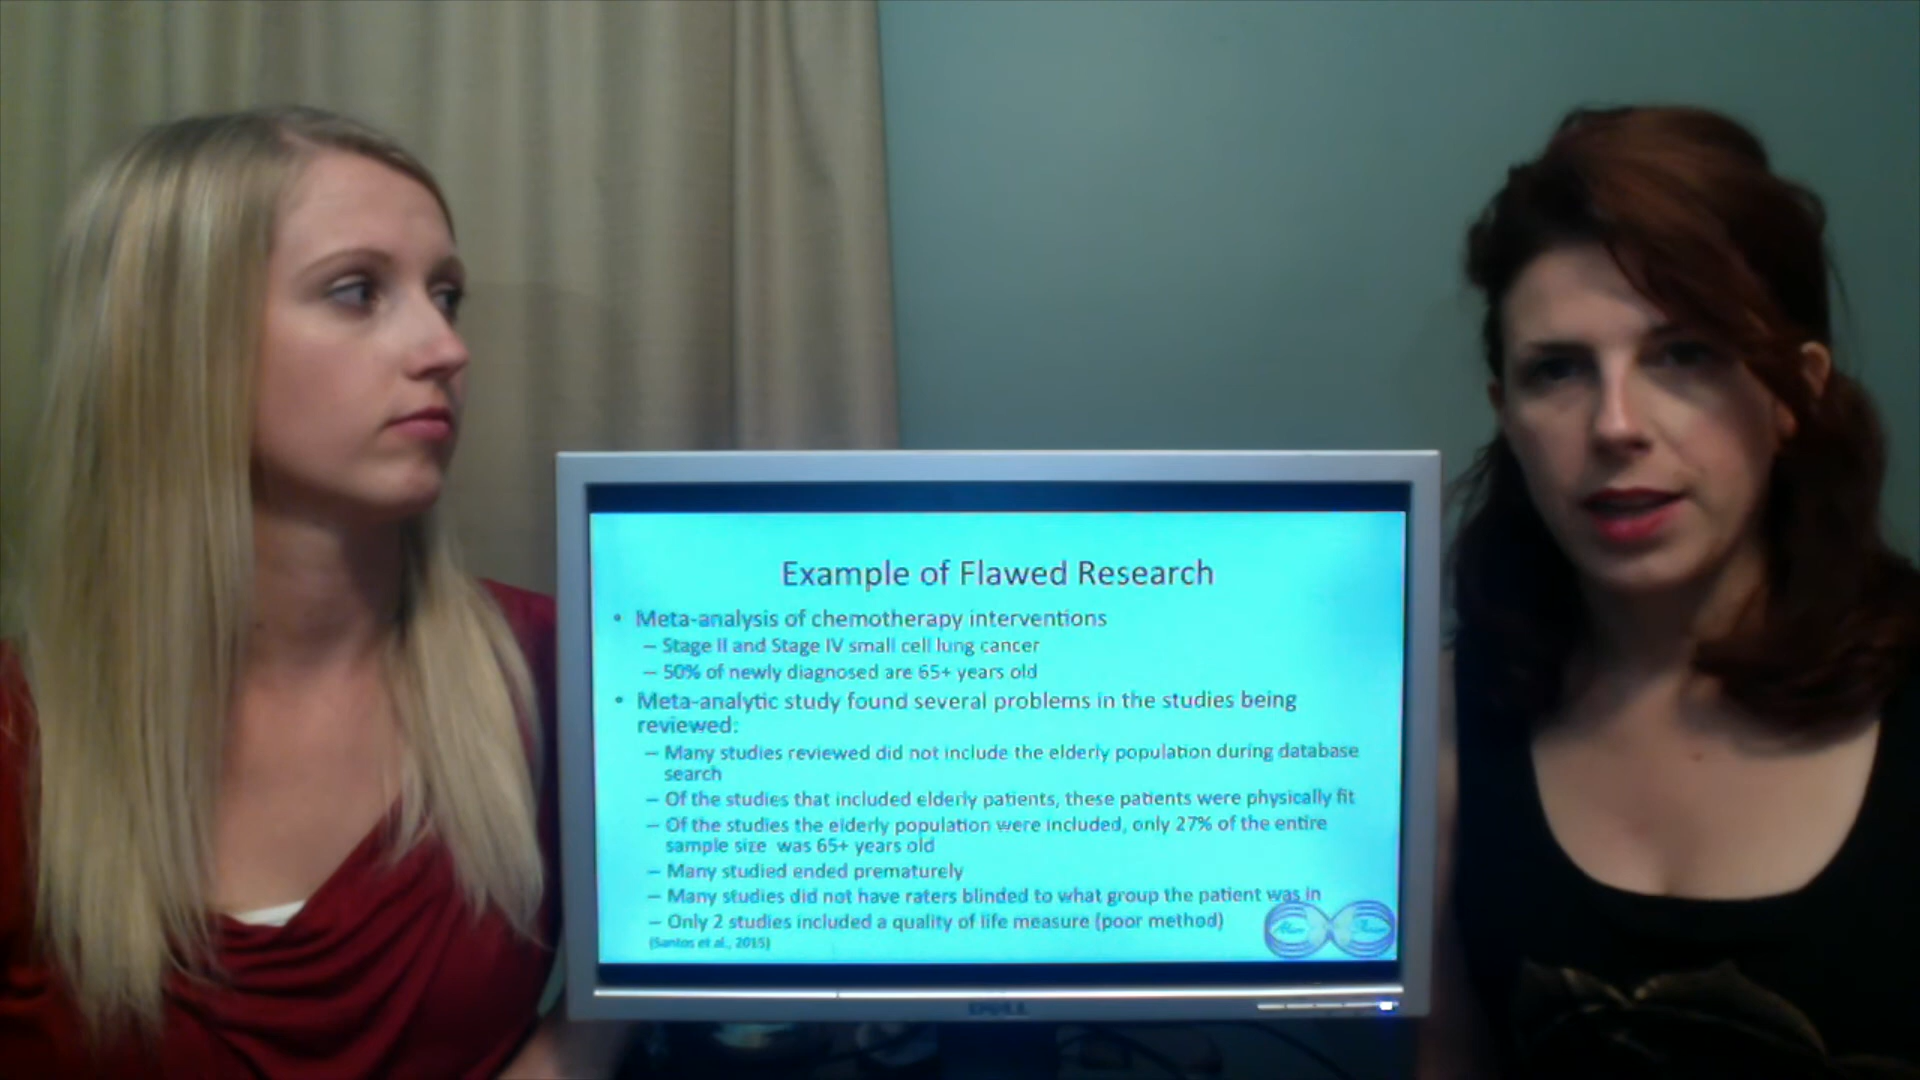 Example of Flawed Research
• Meta-analysis of chemotherapy interventions
– Stage II and Stage IV small cell lung cancer
– 50% of newly diagnosed are 65+ years old
• Meta-analytic study found several problems in the studies being
reviewed:
– Many studies reviewed did not include the elderly population during database
search
– Of the studies that included elderly patients, these patients were physically fit
– Of the studies the elderly population were included, only 27% of the entire
sample size was 65+ years old
– Many studied ended prematurely
– Many studies did not have raters blinded to what group the patient was in
– Only 2 studies included a quality of life measure (poor method)
(Santos et al., 2015)
DELL